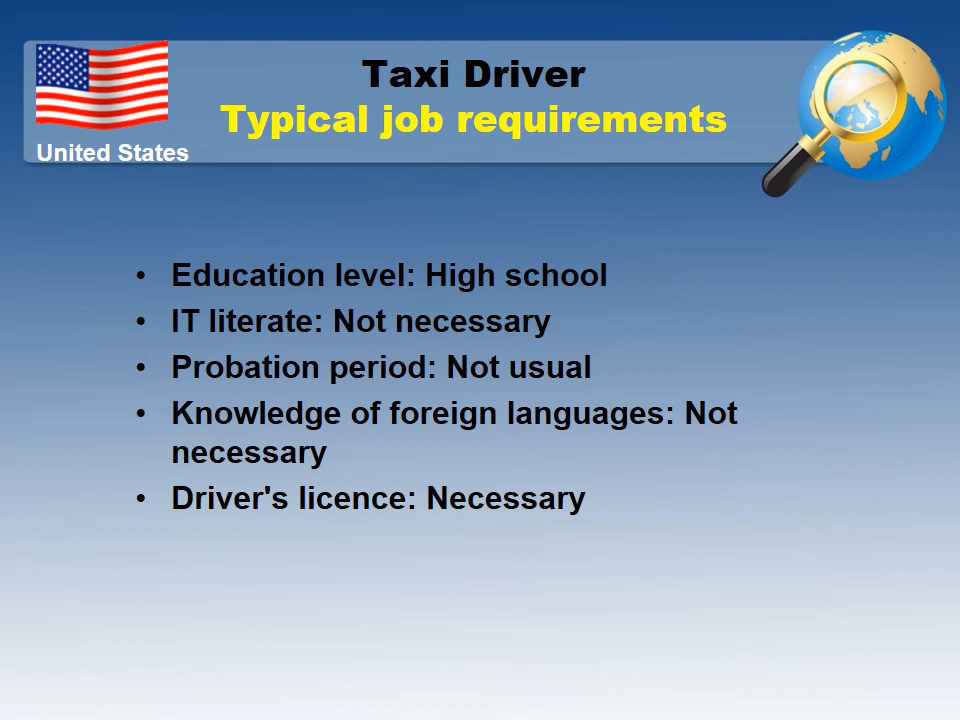 Taxi Driver
Typical job requirements
United States
• Education level: High school
• IT literate: Not necessary
• Probation period: Not usual
• Knowledge of foreign languages: Not
necessary
• Driver's licence: Necessary